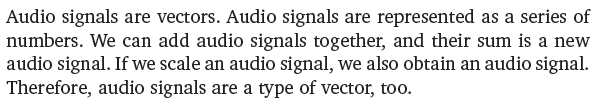 Audio signals are vectors. Audio signals are represented as a series of
numbers. We can add audio signals together, and their sum is a new
audio signal. If we scale an audio signal, we also obtain an audio signal.
Therefore, audio signals are a type of vector, too.